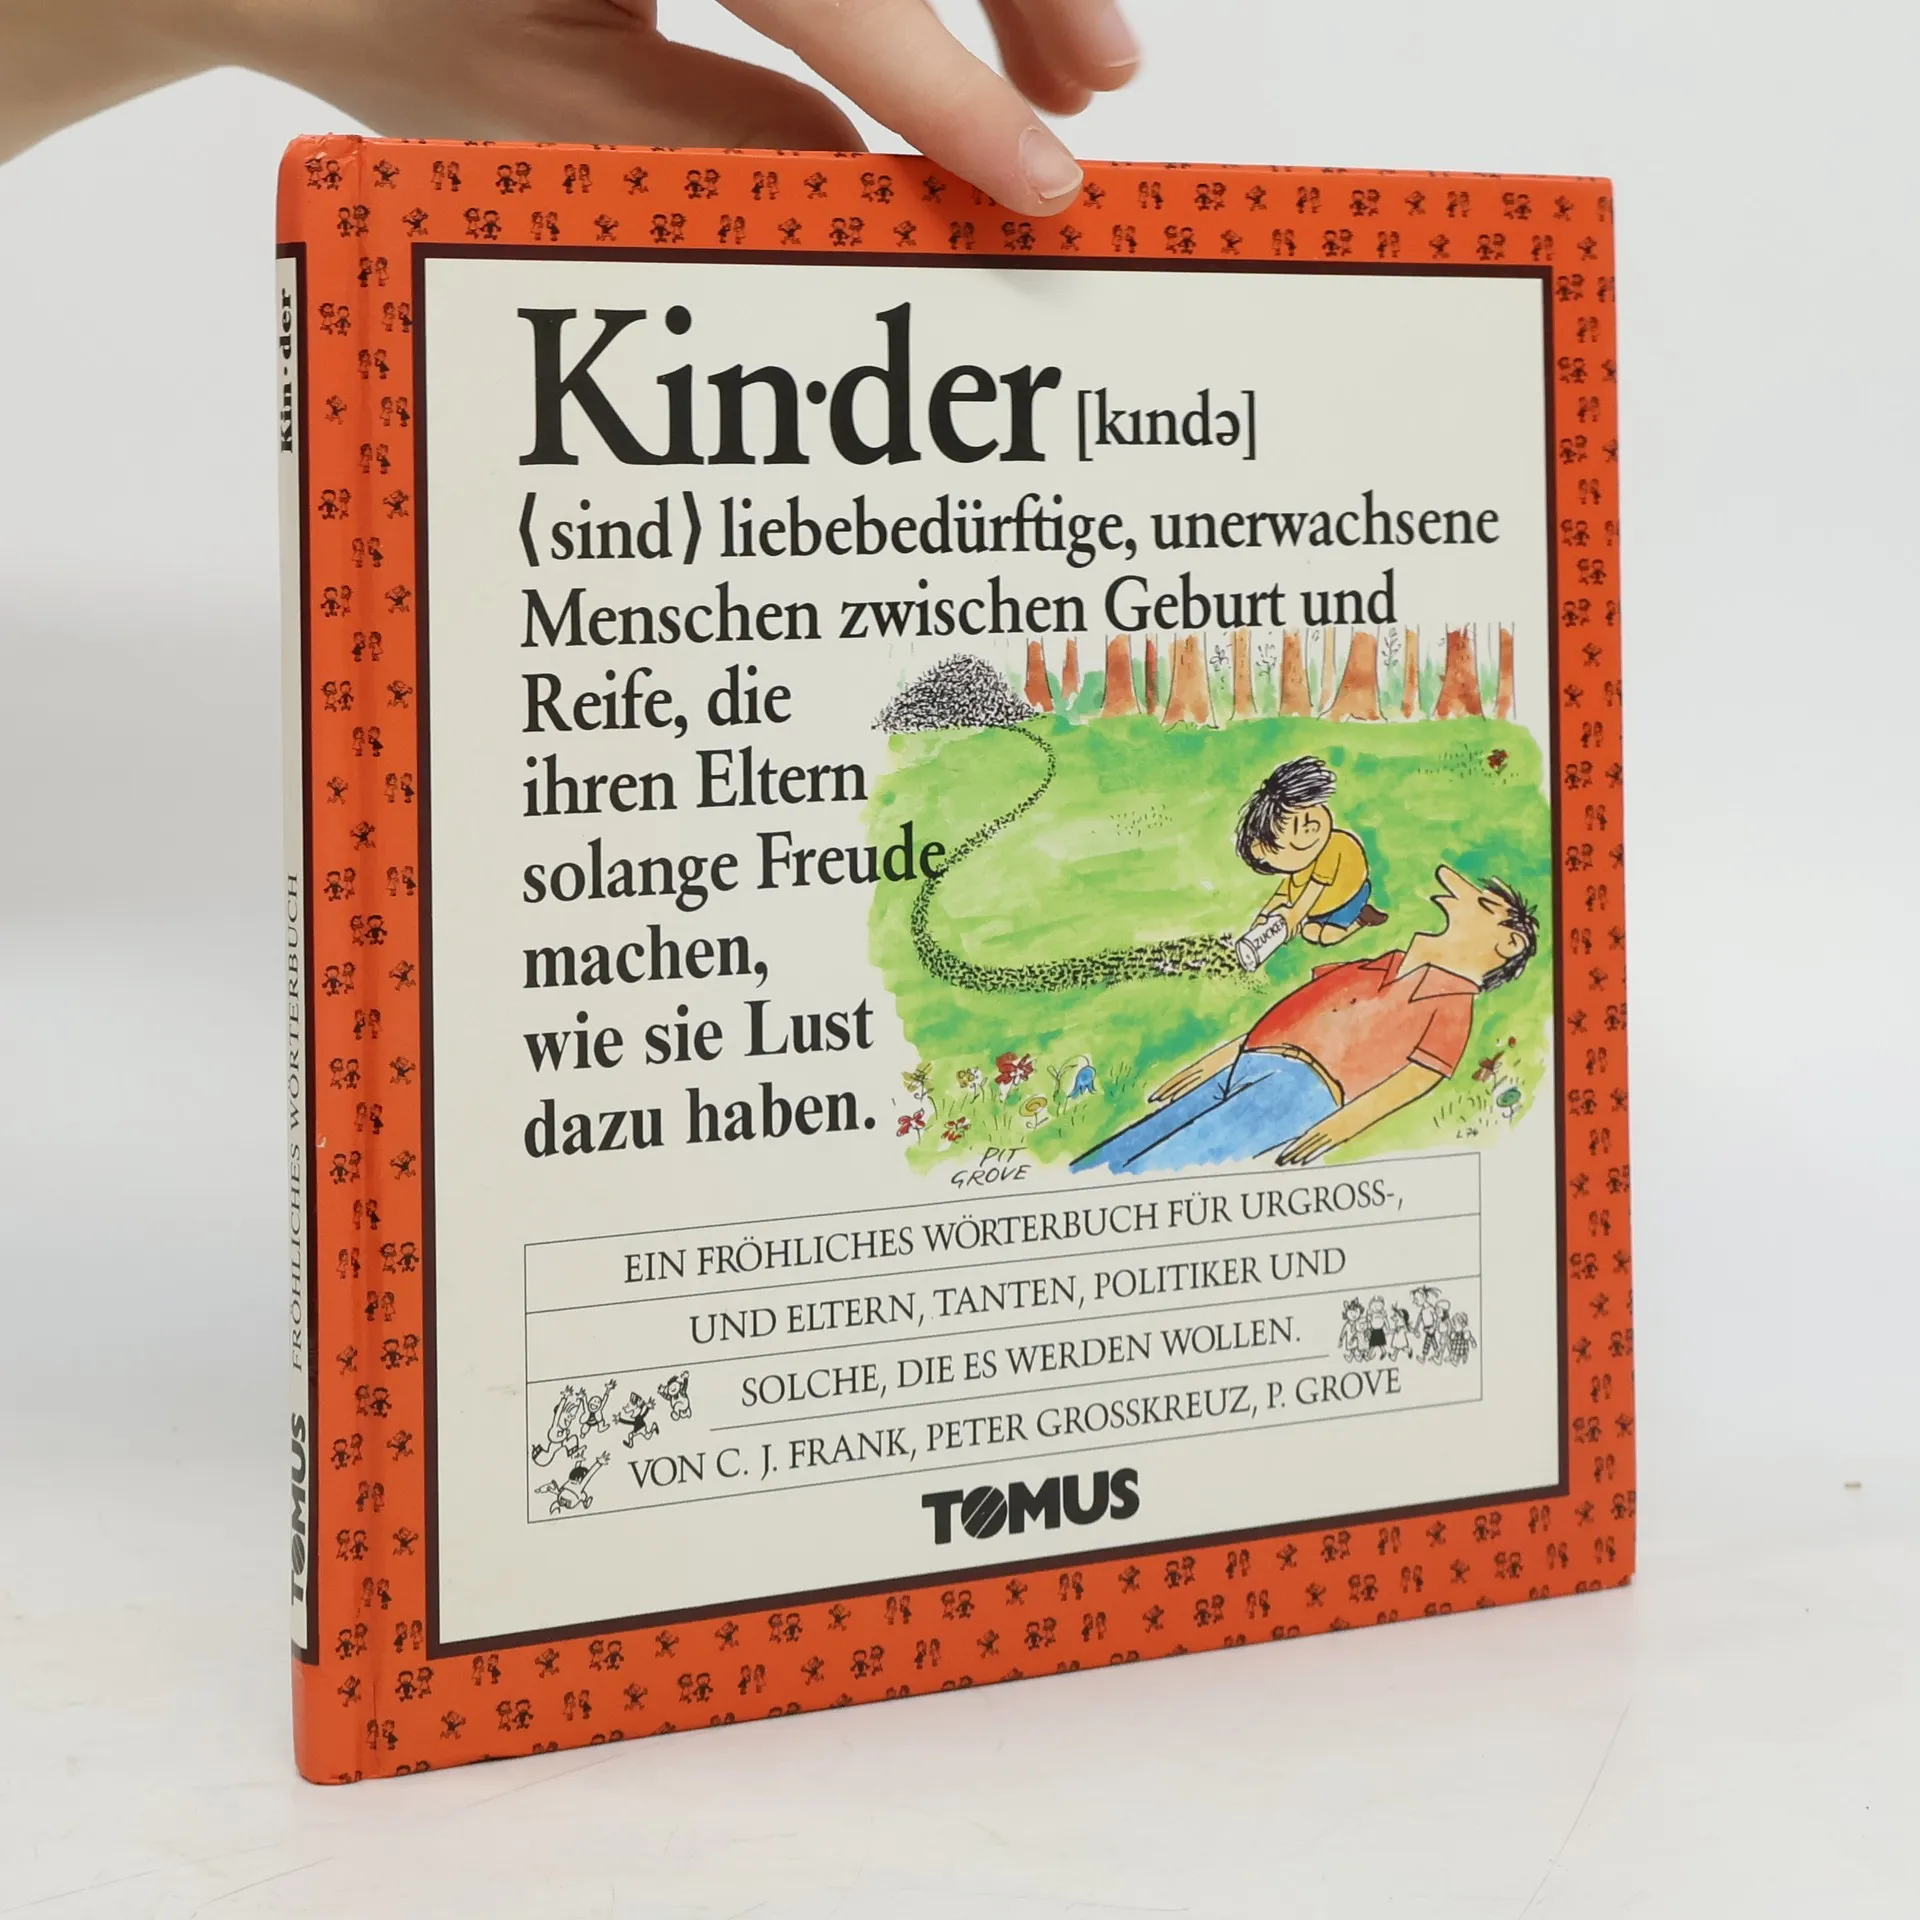 Kin·der
FRÖHLICHES WÖRTERBUCH
TOMUS
Kin·der [kındə]
⟨sind⟩ liebebedürftige, unerwachsene
Menschen zwischen Geburt und
Reife, die
ihren Eltern
solange Freude
machen,
wie sie Lust
dazu haben.
ZUCKER
PIT
GROVE
EIN FRÖHLICHES WÖRTERBUCH FÜR URGROSS-,
UND ELTERN, TANTEN, POLITIKER UND
SOLCHE, DIE ES WERDEN WOLLEN.
VON C. J. FRANK, PETER GROSSKREUZ, P. GROVE
TOMUS